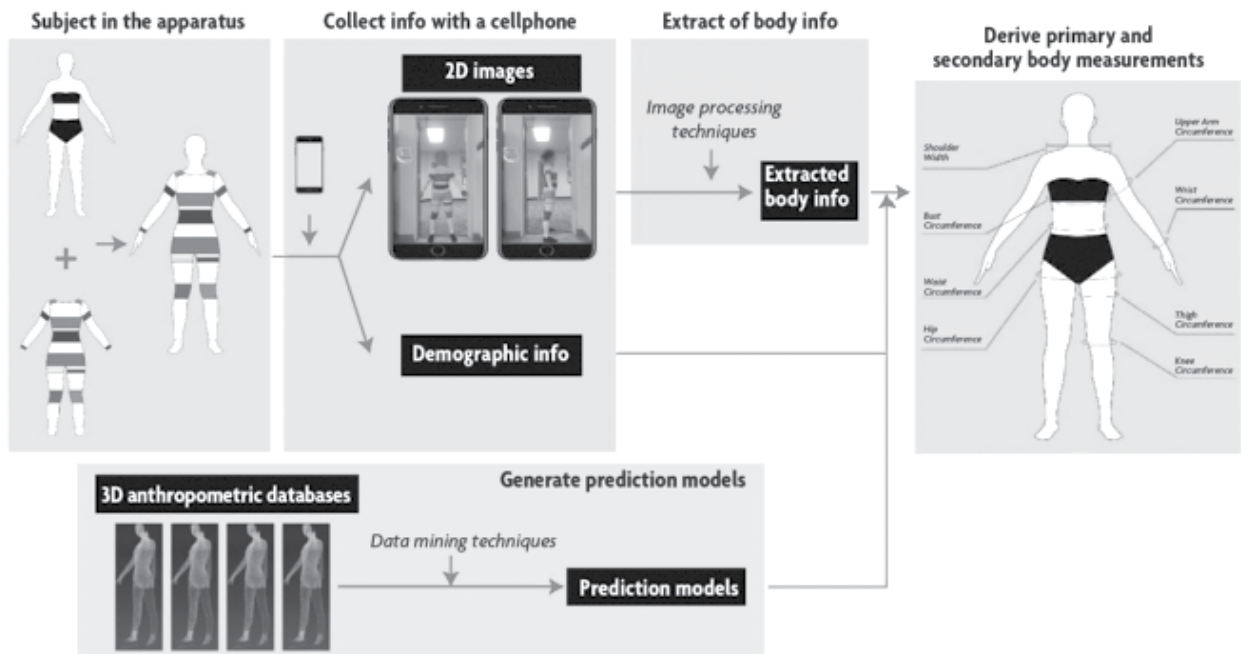 Subject in the apparatus
Collect info with a cellphone
2D images
Demographic info
Extract of body info
Image processing
techniques
Extracted
body info
Derive primary and
secondary body measurements
Shoulder
Width
Bust
Circumference
Waist
Circumference
Hip
Circumference
Upper Arm
Circumference
Wrist
Circumference
Thigh
Circumference
Knee
Circumference
Generate prediction models
3D anthropometric databases
Data mining techniques
Prediction models